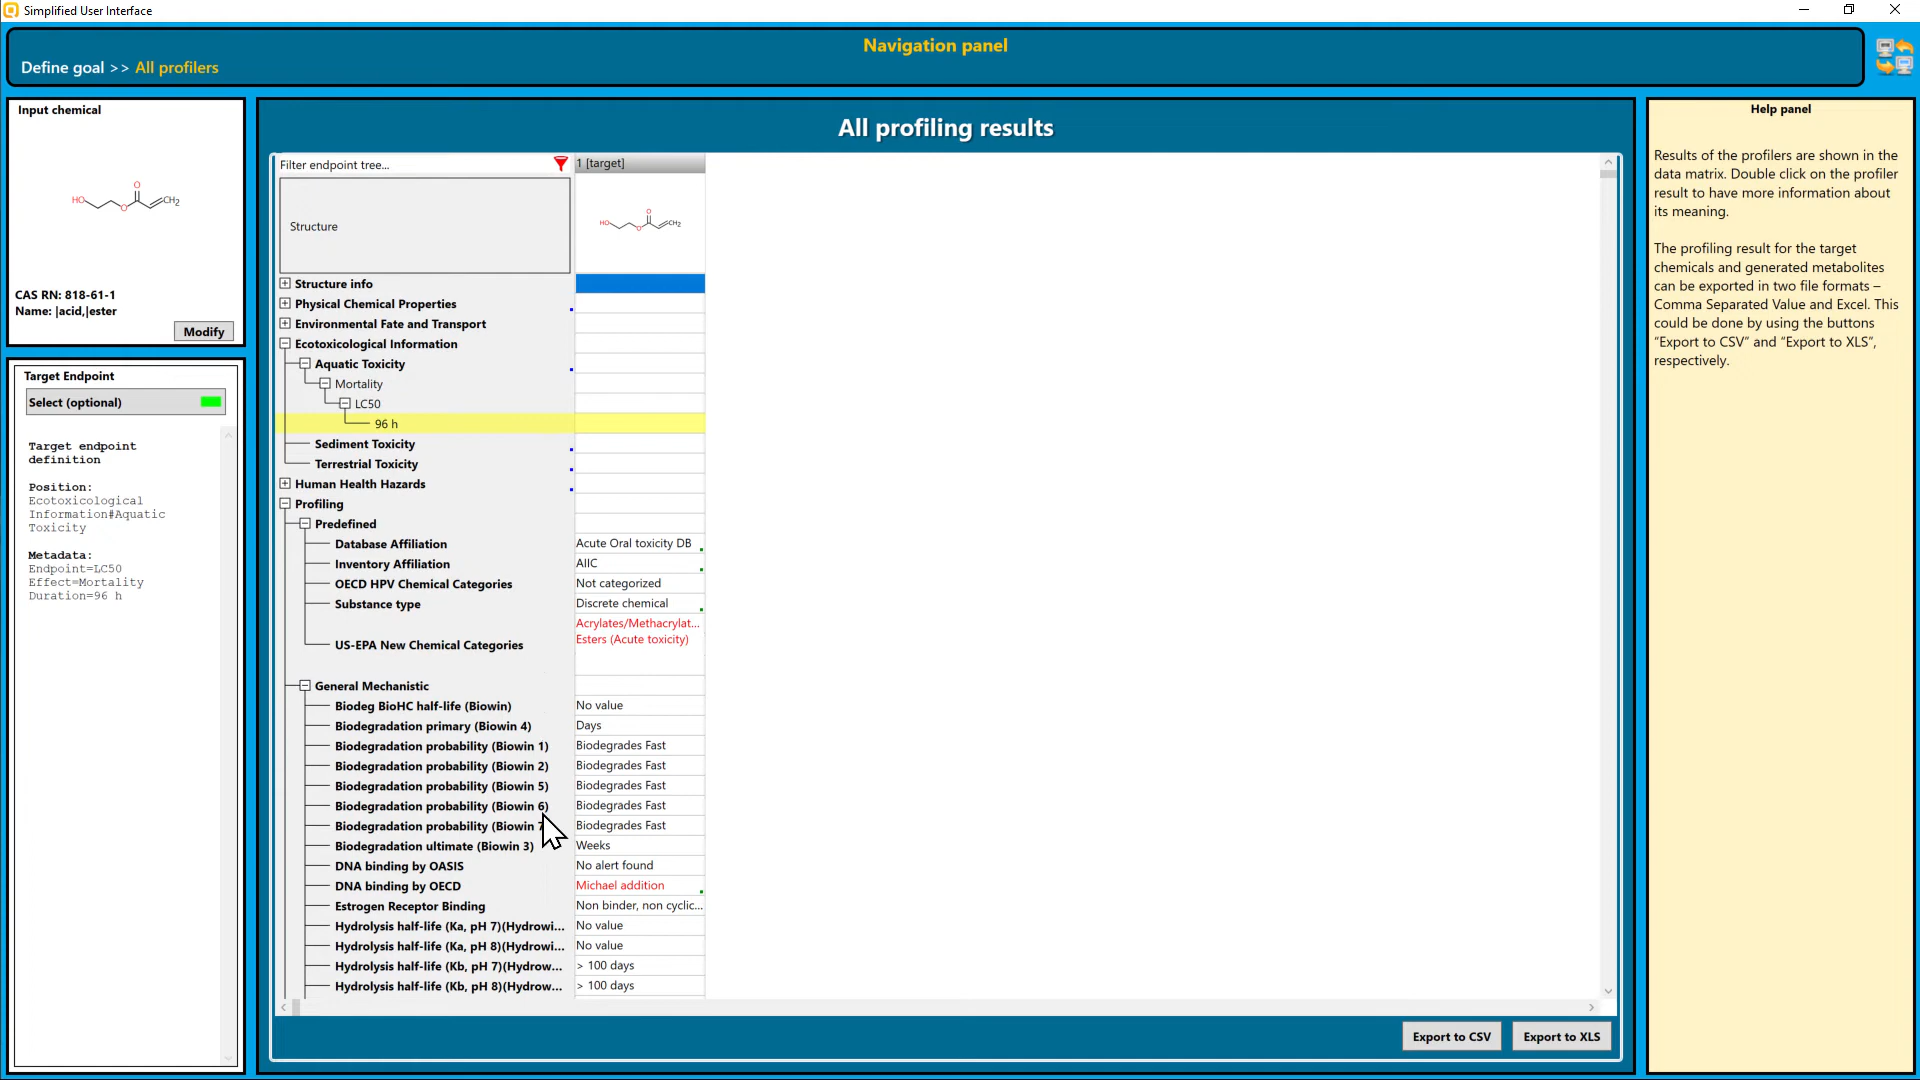 Simplified User Interface
Navigation panel
Define goal >> All profilers
Input chemical
HO
O
O
CH2
CAS RN: 818-61-1
Name: |acid,|ester
Modify
Target Endpoint
Select (optional)
Target endpoint
definition
Position:
Ecotoxicological
Information#Aquatic
Toxicity
Metadata:
Endpoint=LC50
Effect=Mortality
Duration=96 h
All profiling results
Filter endpoint tree...
1 [target]
Structure
HO
O
O
CH2
Structure info
Physical Chemical Properties
Environmental Fate and Transport
Ecotoxicological Information
Aquatic Toxicity
Mortality
LC50
96 h
Sediment Toxicity
Terrestrial Toxicity
Human Health Hazards
Profiling
Predefined
Database Affiliation Acute Oral toxicity DB
Inventory Affiliation AIIC
OECD HPV Chemical Categories Not categorized
Substance type Discrete chemical
Acrylates/Methacrylat...
Esters (Acute toxicity)
US-EPA New Chemical Categories
General Mechanistic
Biodeg BioHC half-life (Biowin) No value
Biodegradation primary (Biowin 4) Days
Biodegradation probability (Biowin 1) Biodegrades Fast
Biodegradation probability (Biowin 2) Biodegrades Fast
Biodegradation probability (Biowin 5) Biodegrades Fast
Biodegradation probability (Biowin 6) Biodegrades Fast
Biodegradation probability (Biowin 7 Biodegrades Fast
Biodegradation ultimate (Biowin 3) Weeks
DNA binding by OASIS No alert found
DNA binding by OECD Michael addition
Estrogen Receptor Binding Non binder, non cyclic...
Hydrolysis half-life (Ka, pH 7)(Hydrowi... No value
Hydrolysis half-life (Ka, pH 8)(Hydrowi... No value
Hydrolysis half-life (Kb, pH 7)(Hydrow... > 100 days
Hydrolysis half-life (Kb, pH 8)(Hydrow... > 100 days
Export to CSV
Export to XLS
Help panel
Results of the profilers are shown in the
data matrix. Double click on the profiler
result to have more information about
its meaning.
The profiling result for the target
chemicals and generated metabolites
can be exported in two file formats –
Comma Separated Value and Excel. This
could be done by using the buttons
“Export to CSV” and “Export to XLS”,
respectively.